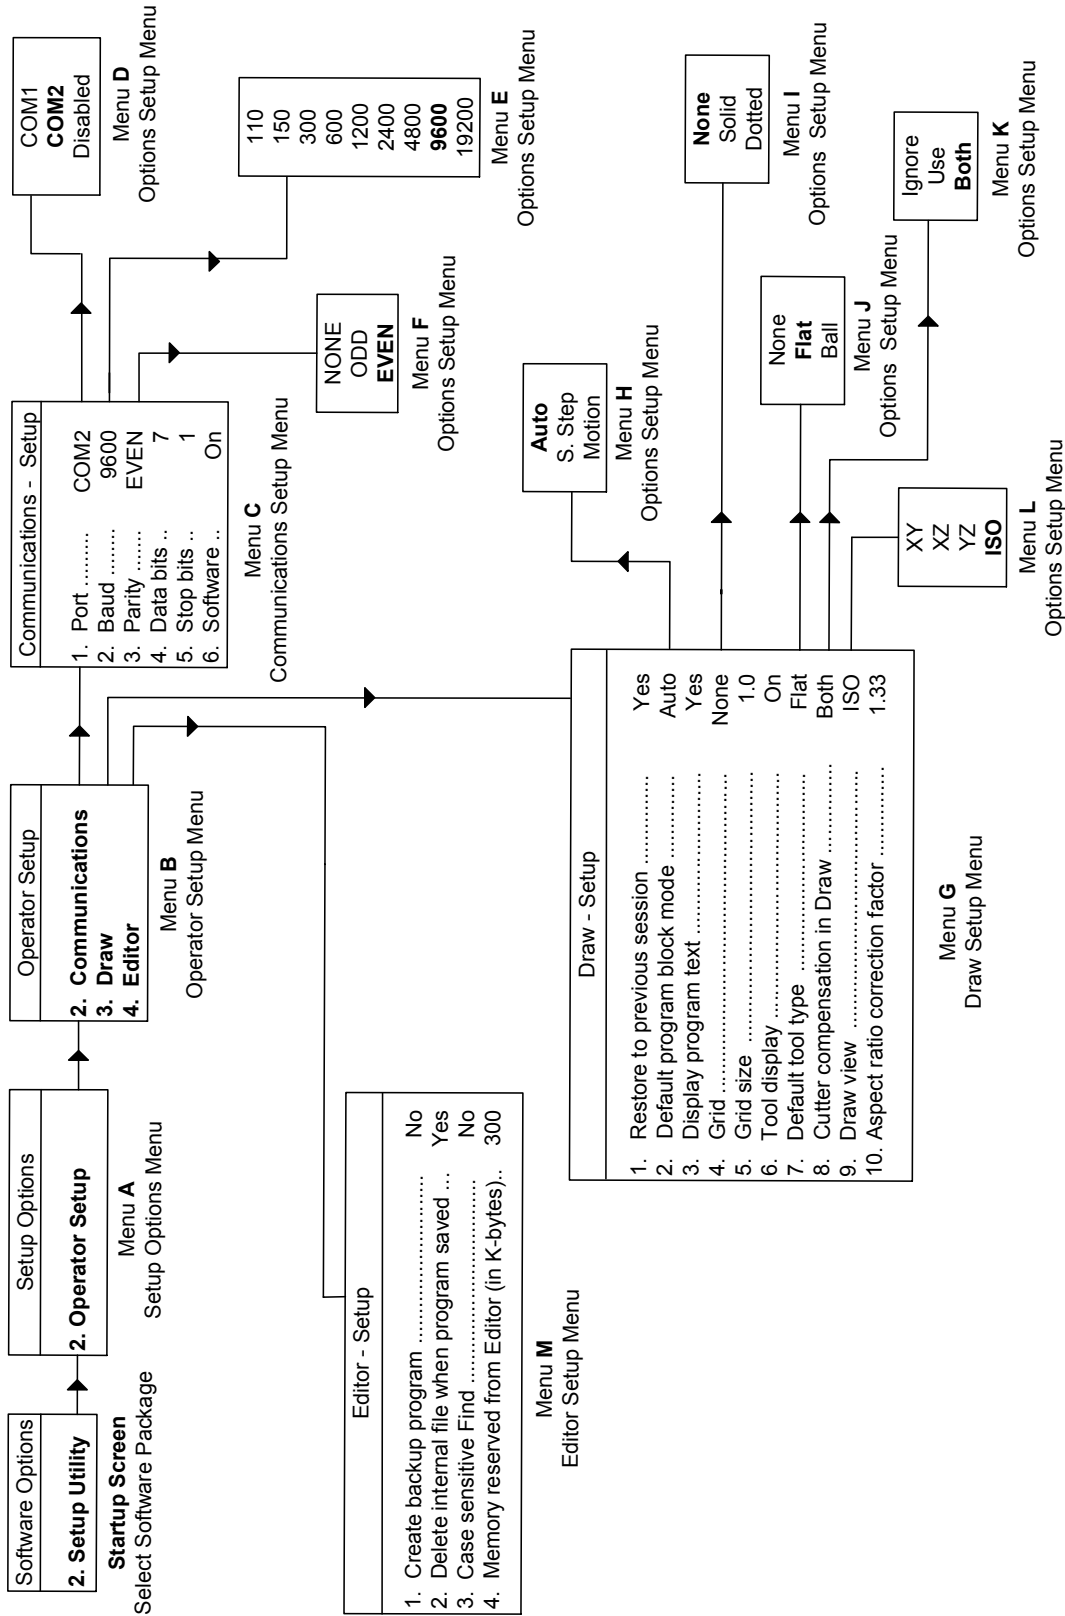 Software Options
2. Setup Utility
Startup Screen
Select Software Package
Setup Options
2. Operator Setup
Menu A
Setup Options Menu
Operator Setup
2. Communications
3. Draw
4. Editor
Menu B
Operator Setup Menu
Communications - Setup
1. Port .......... COM2
2. Baud ......... 9600
3. Parity ........ EVEN
4. Data bits .. 7
5. Stop bits .. 1
6. Software .. On
Menu C
Communications Setup Menu
COM1
COM2
Disabled
Menu D
Options Setup Menu
110
150
300
600
1200
2400
4800
9600
19200
Menu E
Options Setup Menu
NONE
ODD
EVEN
Menu F
Options Setup Menu
Editor - Setup
1. Create backup program .................................. No
2. Delete internal file when program saved ... Yes
3. Case sensitive Find ........................................ No
4. Memory reserved from Editor (in K-bytes).. 300
Menu M
Editor Setup Menu
Draw - Setup
1. Restore to previous session .................... Yes
2. Default program block mode .................... Auto
3. Display program text ................................ Yes
4. Grid ........................................................ None
5. Grid size .................................................. 1.0
6. Tool display .............................................. On
7. Default tool type ...................................... Flat
8. Cutter compensation in Draw .................. Both
9. Draw view ................................................ ISO
10. Aspect ratio correction factor ................ 1.33
Menu G
Draw Setup Menu
Auto
S. Step
Motion
Menu H
Options Setup Menu
None
Solid
Dotted
Menu I
Options Setup Menu
None
Flat
Ball
Menu J
Options Setup Menu
Ignore
Use
Both
Menu K
Options Setup Menu
XY
XZ
YZ
ISO
Menu L
Options Setup Menu